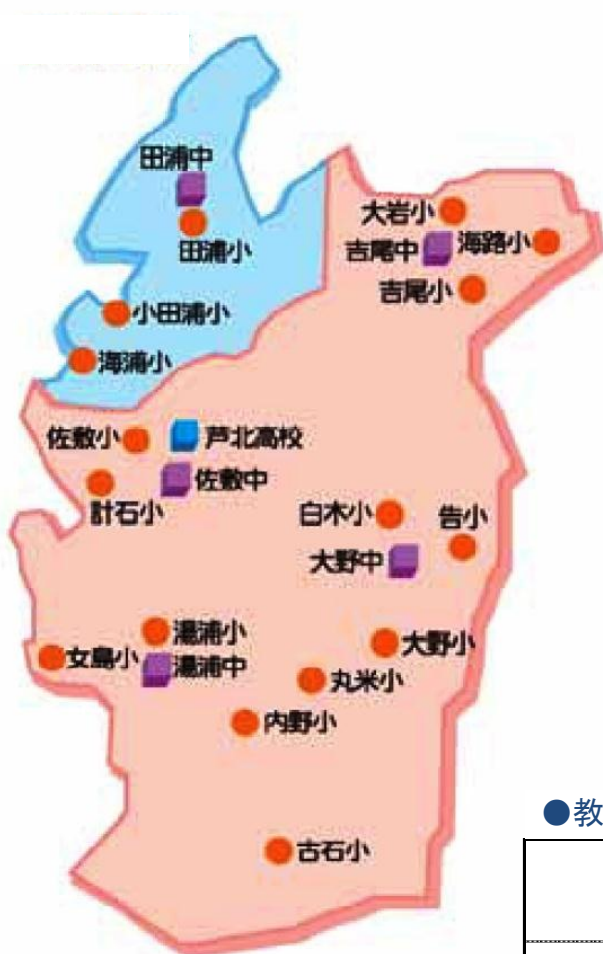 田浦中
田浦小
大岩小
吉尾中
海路小
吉尾小
小田浦小
海浦小
佐敷小
芦北高校
佐敷中
計石小
白木小
告小
大野中
湯浦小
大野小
女島小
湯浦中
丸米小
内野小
古石小
●教